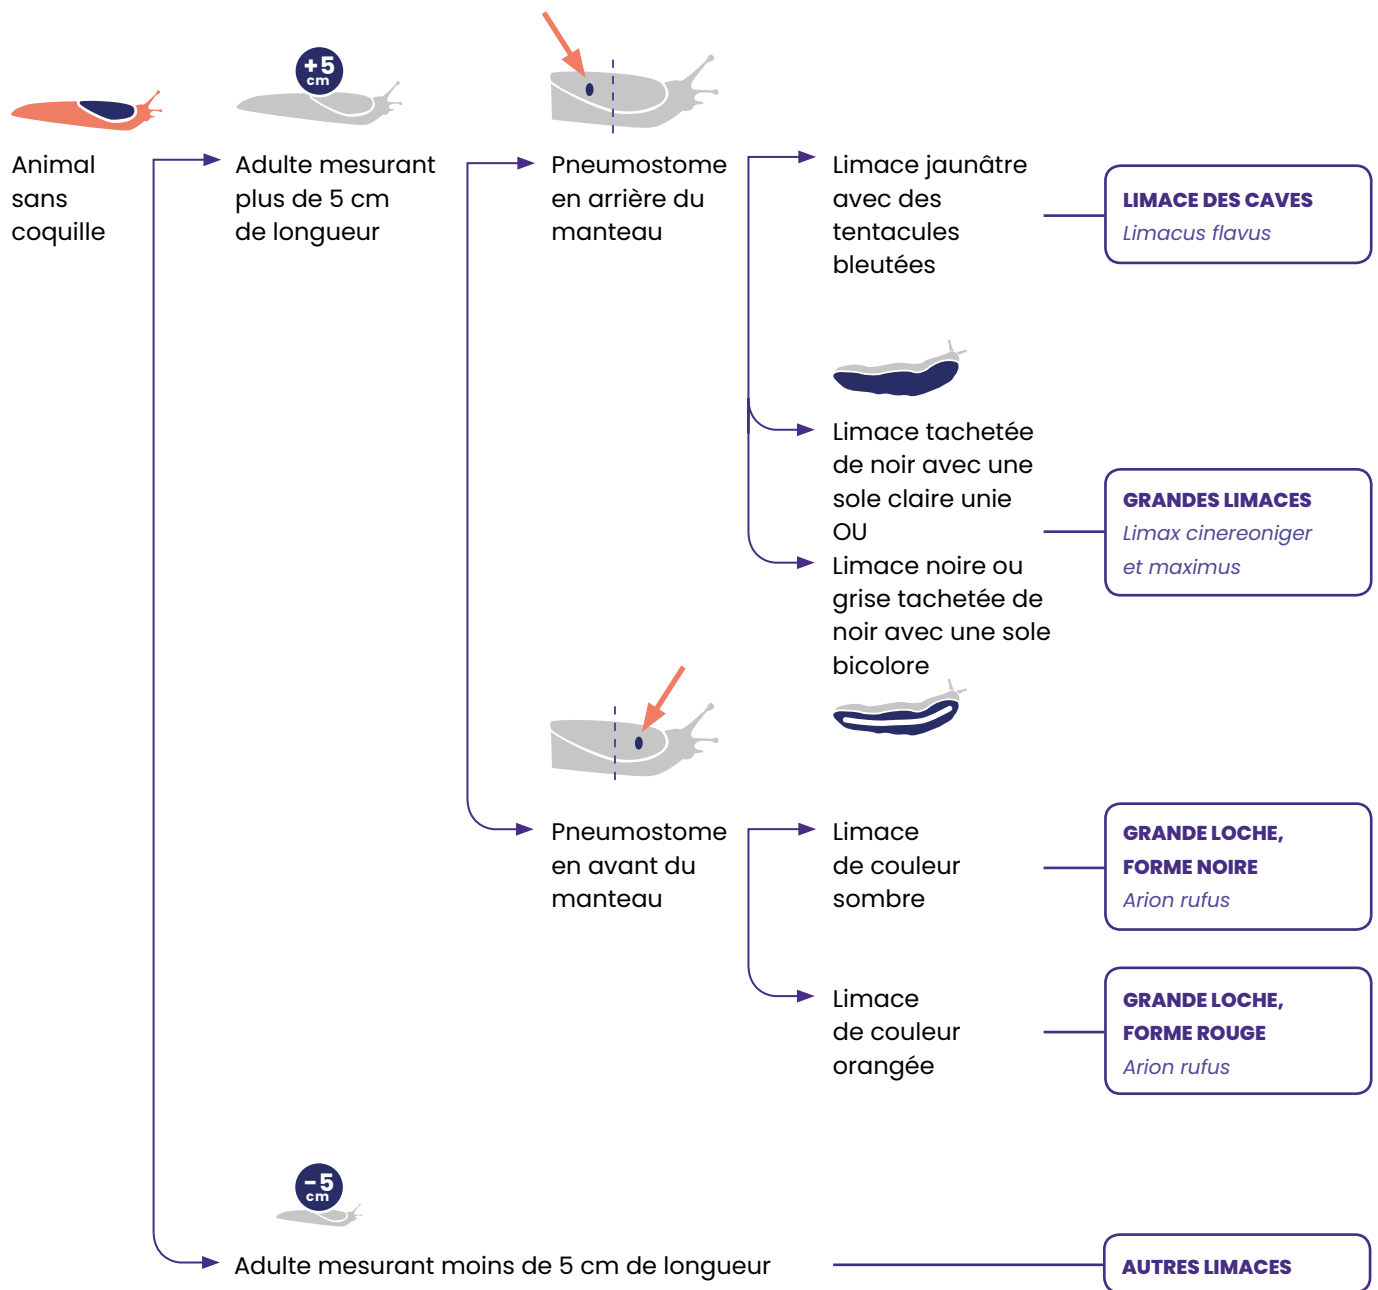 +5
cm
Animal
sans
coquille
Adulte mesurant
plus de 5 cm
de longueur
Pneumostome
en arrière du
manteau
Limace jaunâtre
avec des
tentacules
bleutées
LIMACE DES CAVES
Limacus flavus
Limace tachetée
de noir avec une
sole claire unie
OU
Limace noire ou
grise tachetée de
noir avec une sole
bicolore
GRANDES LIMACES
Limax cinereoniger
et maximus
Pneumostome
en avant du
manteau
Limace
de couleur
sombre
GRANDE LOCHE,
FORME NOIRE
Arion rufus
Limace
de couleur
orangée
GRANDE LOCHE,
FORME ROUGE
Arion rufus
-5
cm
Adulte mesurant moins de 5 cm de longueur
AUTRES LIMACES